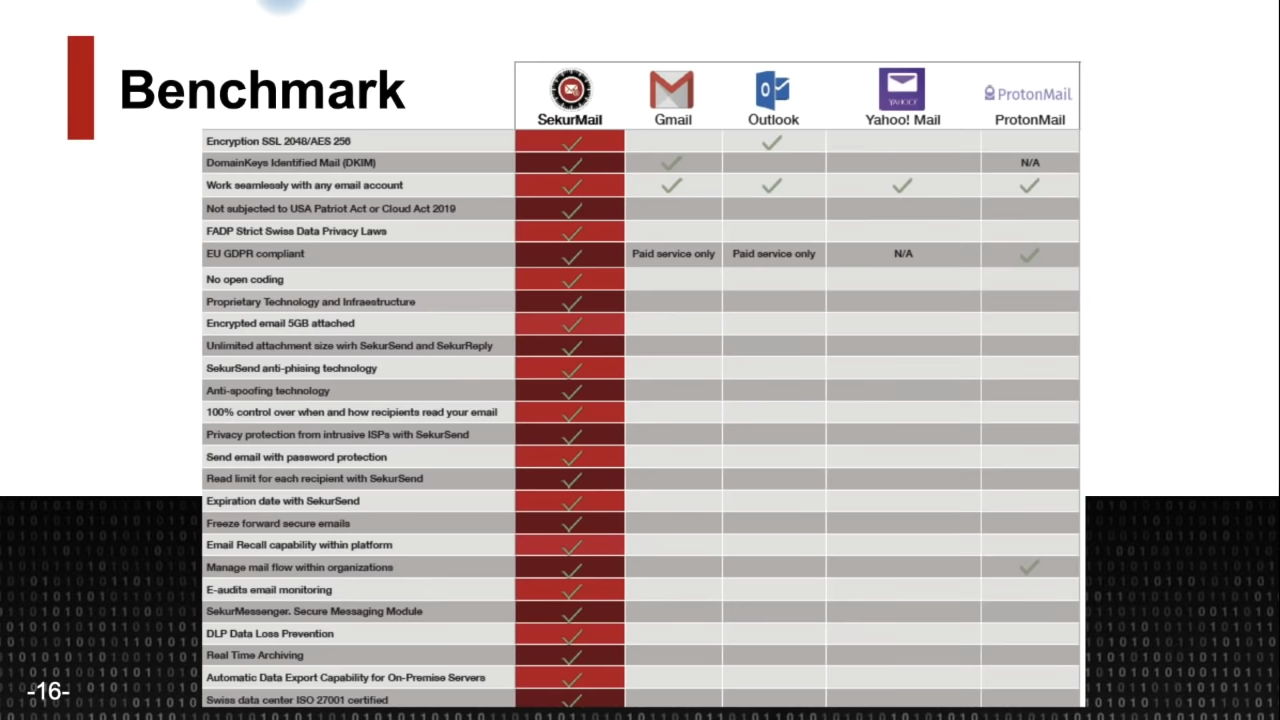 Benchmark
SekurMail Gmail Outlook YAHOO! Yahoo! Mail ProtonMail ProtonMail
Encryption SSL 2048/AES 256
DomainKeys Identified Mail (DKIM) N/A
Work seamlessly with any email account
Not subjected to USA Patriot Act or Cloud Act 2019
FADP Strict Swiss Data Privacy Laws
EU GDPR compliant Paid service only Paid service only N/A
No open coding
Proprietary Technology and Infraestructure
Encrypted email 5GB attached
Unlimited attachment size wirh SekurSend and SekurReply
SekurSend anti-phising technology
Anti-spoofing technology
100% control over when and how recipients read your email
Privacy protection from intrusive ISPs with SekurSend
Send email with password protection
Read limit for each recipient with SekurSend
Expiration date with SekurSend
Freeze forward secure emails
Email Recall capability within platform
Manage mail flow within organizations
E-audits email monitoring
SekurMessenger. Secure Messaging Module
DLP Data Loss Prevention
Real Time Archiving
Automatic Data Export Capability for On-Premise Servers
Swiss data center ISO 27001 certified
-16-